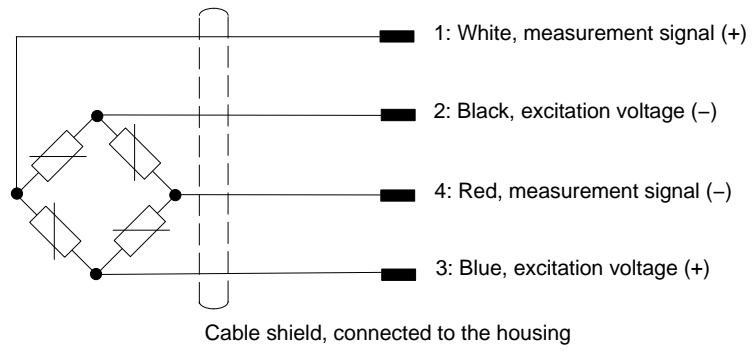 1: White, measurement signal (+)
2: Black, excitation voltage (−)
4: Red, measurement signal (−)
3: Blue, excitation voltage (+)
Cable shield, connected to the housing